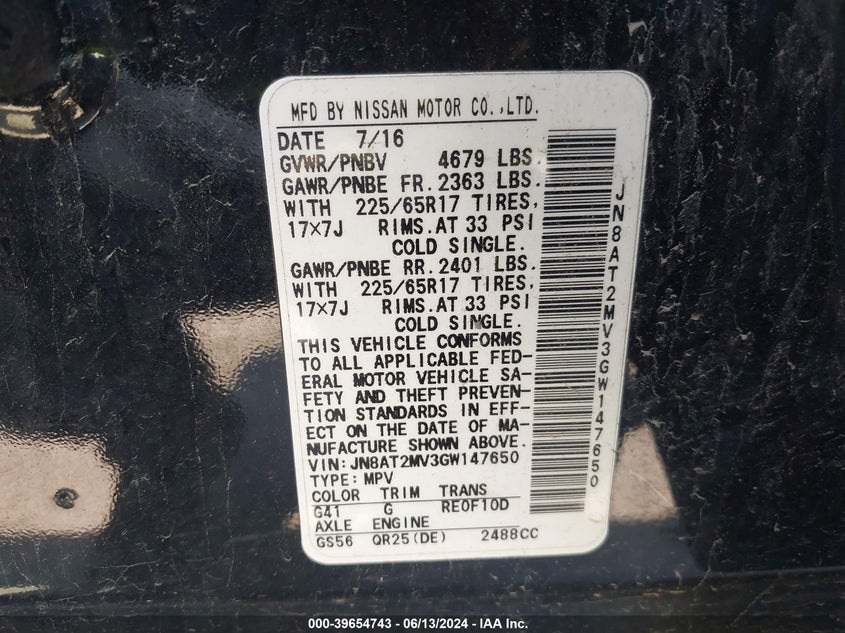 MFD BY NISSAN MOTOR CO.,LTD.
DATE 7/16
GVWR/PNBV 4679 LBS.
GAWR/PNBE FR. 2363 LBS.
WITH 225/65R17 TIRES,
17×7J RIMS.AT 33 PSI
COLD SINGLE.
GAWR/PNBE RR. 2401 LBS.
WITH 225/65R17 TIRES,
17×7J RIMS.AT 33 PSI
COLD SINGLE.
THIS VEHICLE CONFORMS
TO ALL APPLICABLE FED-
ERAL MOTOR VEHICLE SA-
FETY AND THEFT PREVEN-
TION STANDARDS IN EFF-
ECT ON THE DATE OF MA-
NUFACTURE SHOWN ABOVE.
VIN:JN8AT2MV3GW147650
TYPE:MPV
COLOR TRIM TRANS
G41 G RE0F10D
AXLE ENGINE
GS56 QR25(DE) 2488CC
JN8AT2MV3GW147650
000-39654743 - 06/13/2024 - IAA Inc.